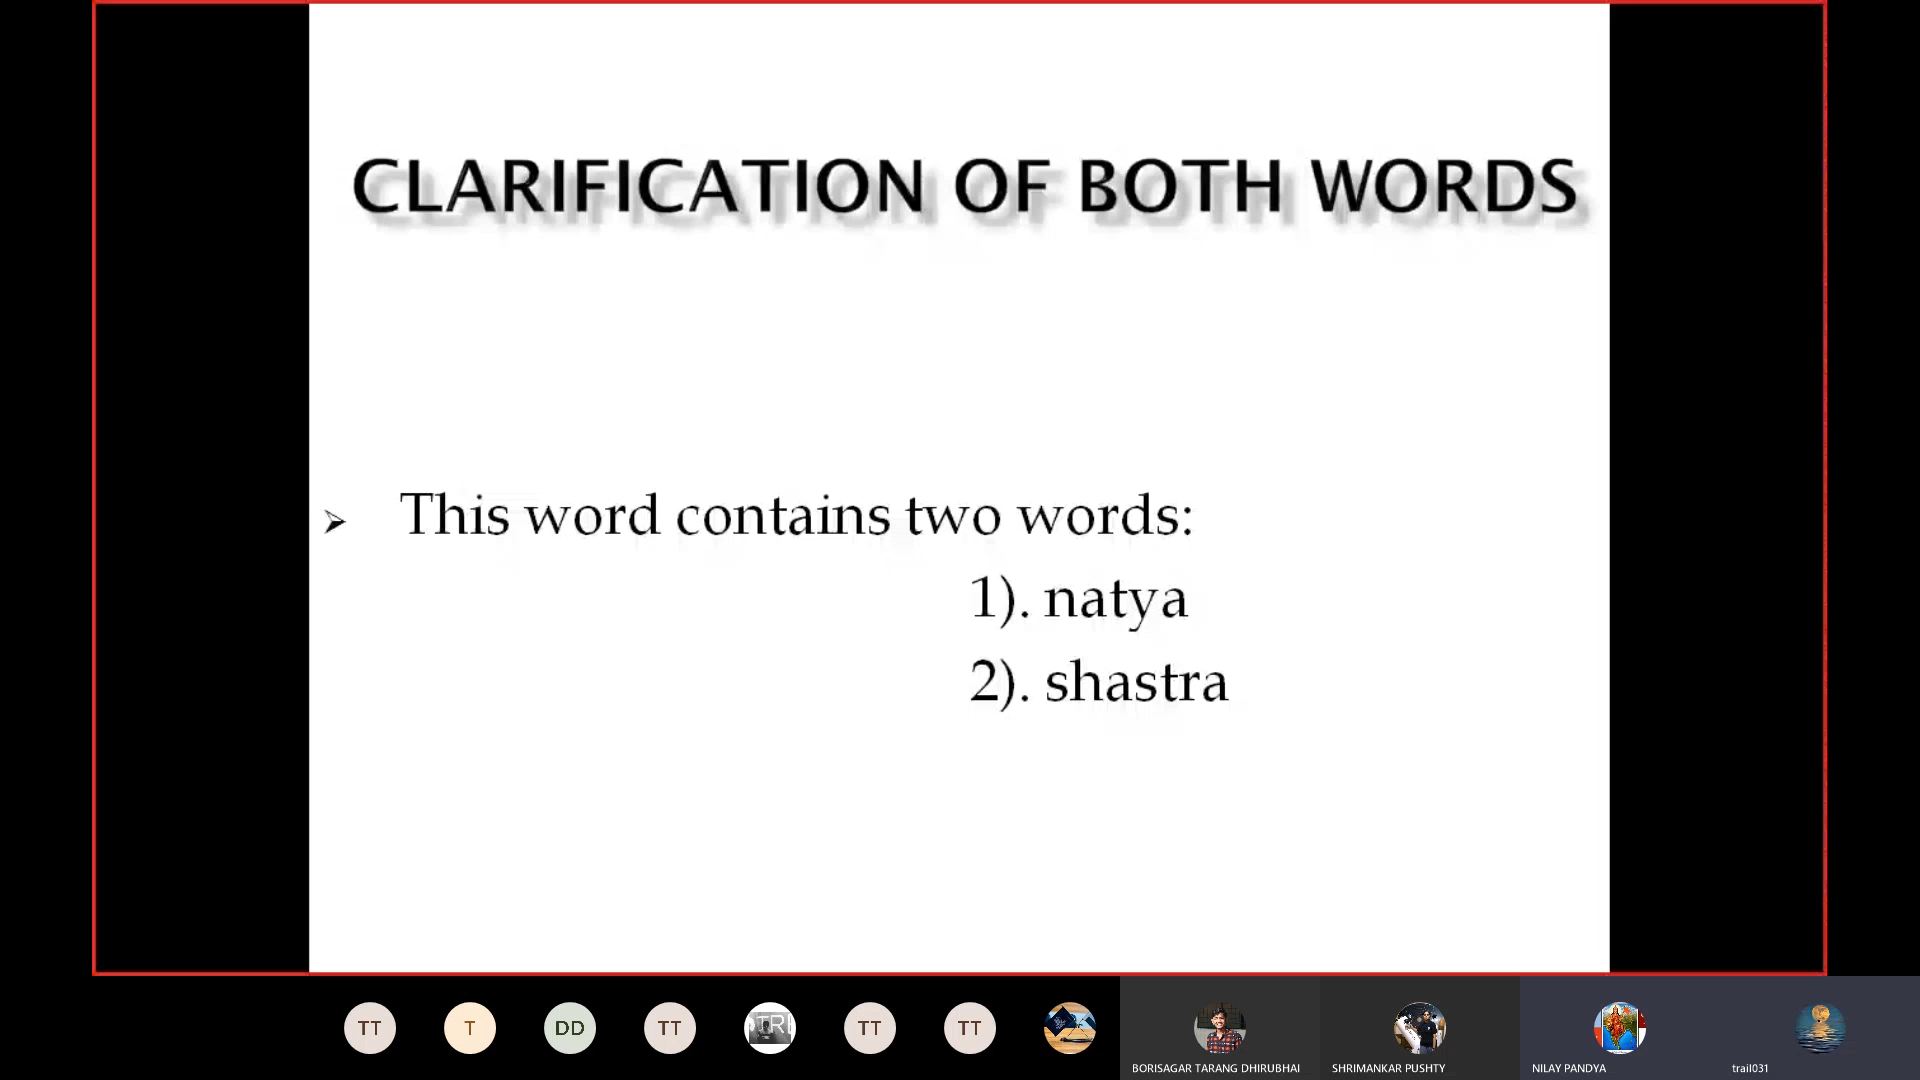 CLARIFICATION OF BOTH WORDS
➢ This word contains two words:
1). natya
2). shastra
TT
T
DD
TT
TT
TT
BORISAGAR TARANG DHIRUBHAI
SHRIMANKAR PUSHTY
NILAY PANDYA
trail031